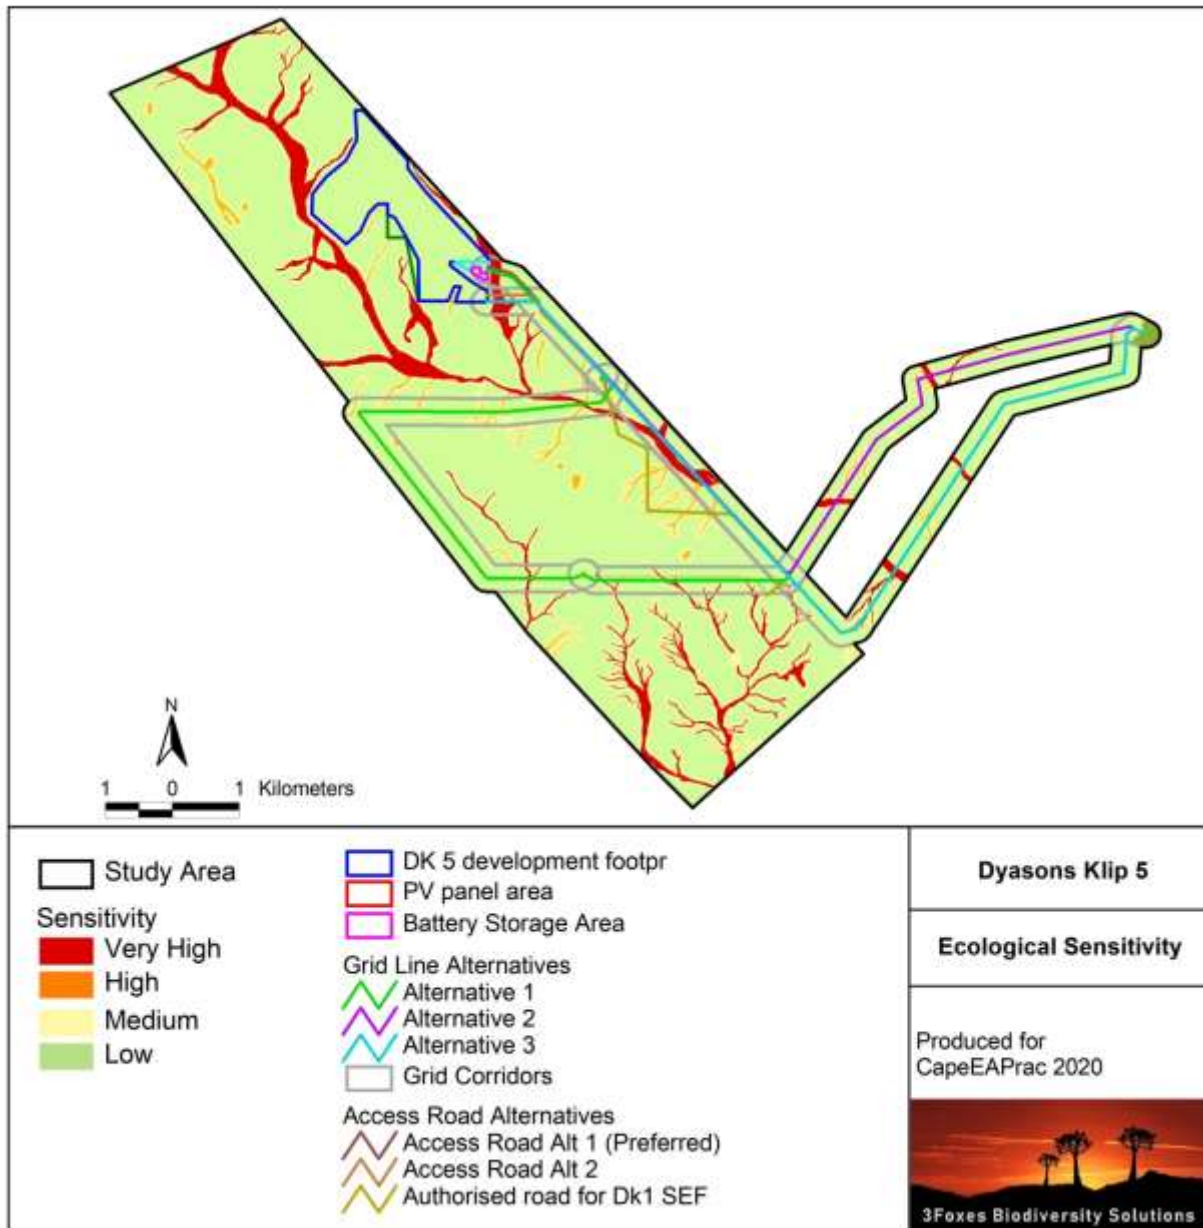 N
1 0 1 Kilometers
Study Area
Sensitivity
Very High
High
Medium
Low
DK 5 development footpr
PV panel area
Battery Storage Area
Grid Line Alternatives
Alternative 1
Alternative 2
Alternative 3
Grid Corridors
Access Road Alternatives
Access Road Alt 1 (Preferred)
Access Road Alt 2
Authorised road for Dk1 SEF
Dyasons Klip 5
Ecological Sensitivity
Produced for
CapeEAPrac 2020
3Foxes Biodiversity Solutions